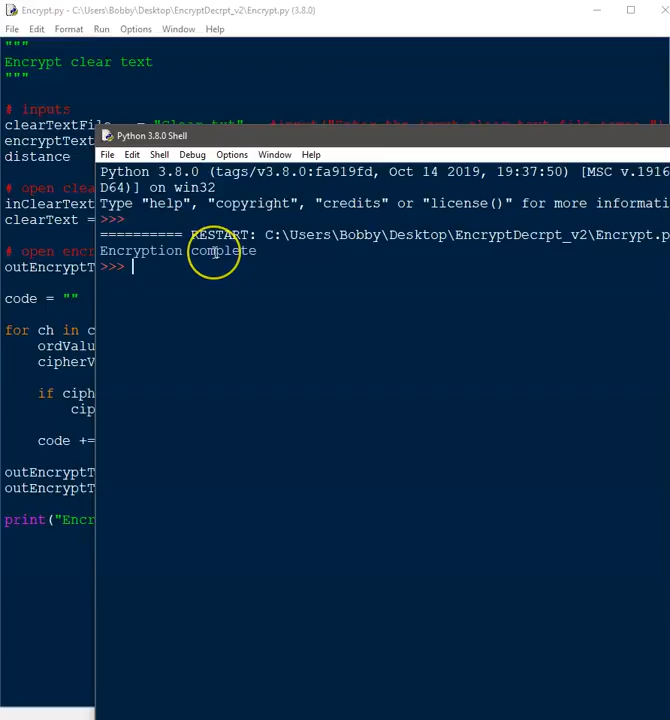 Encrypt.py - C:\Users\Bobby\Desktop\EncryptDecrpt_v2\Encrypt.py (3.8.0)
File Edit Format Run Options Window Help
"""
Encrypt clear text
"""
# inputs
clearTextFile = "Clear.txt"
encryptText
distance
# open clea
inClearText
clearText =
# open encr
outEncryptT
code = ""
for ch in c
ordValu
cipherV
if ciph
cip
code +=
outEncryptT
outEncryptT
print("Encr
Python 3.8.0 Shell
File Edit Shell Debug Options Window Help
Python 3.8.0 (tags/v3.8.0:fa919fd, Oct 14 2019, 19:37:50) [MSC v.1916
D64)] on win32
Type "help", "copyright", "credits" or "license()" for more informati
>>>
========== RESTART: C:\Users\Bobby\Desktop\EncryptDecrpt_v2\Encrypt.p
Encryption complete
>>>